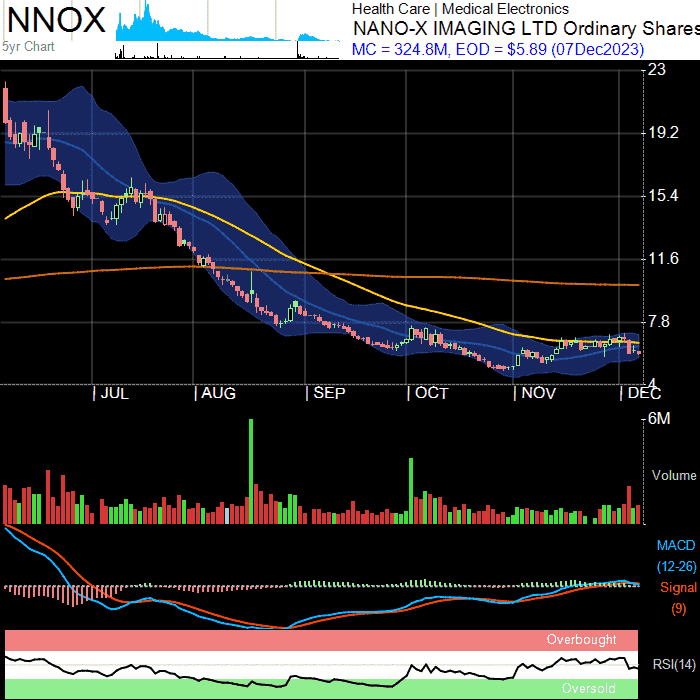 NNOX
5yr Chart
Health Care | Medical Electronics
NANO-X IMAGING LTD Ordinary Shares
MC = 324.8M, EOD = $5.89 (07Dec2023)
23
19.2
15.4
11.6
7.8
4
| JUL | AUG | SEP | OCT | NOV | DEC
6M
Volume
MACD
(12-26)
Signal
(9)
Overbought
RSI(14)
Oversold